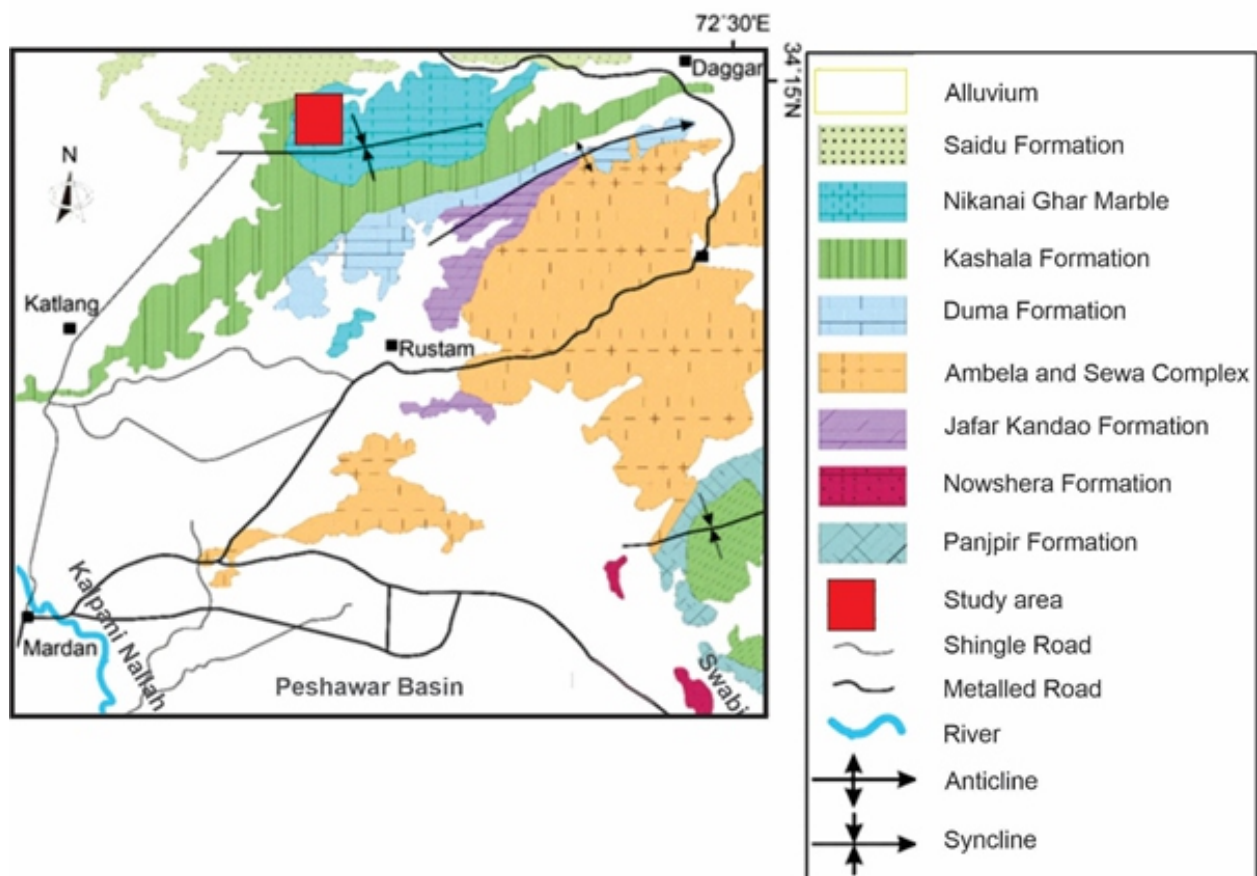 72°30'E
34°15'N
Daggar
N
Katlang
Rustam
Mardan
Kalpani Nallah
Peshawar Basin
Swabi
Alluvium
Saidu Formation
Nikanai Ghar Marble
Kashala Formation
Duma Formation
Ambela and Sewa Complex
Jafar Kandao Formation
Nowshera Formation
Panjpir Formation
Study area
Shingle Road
Metalled Road
River
Anticline
Syncline